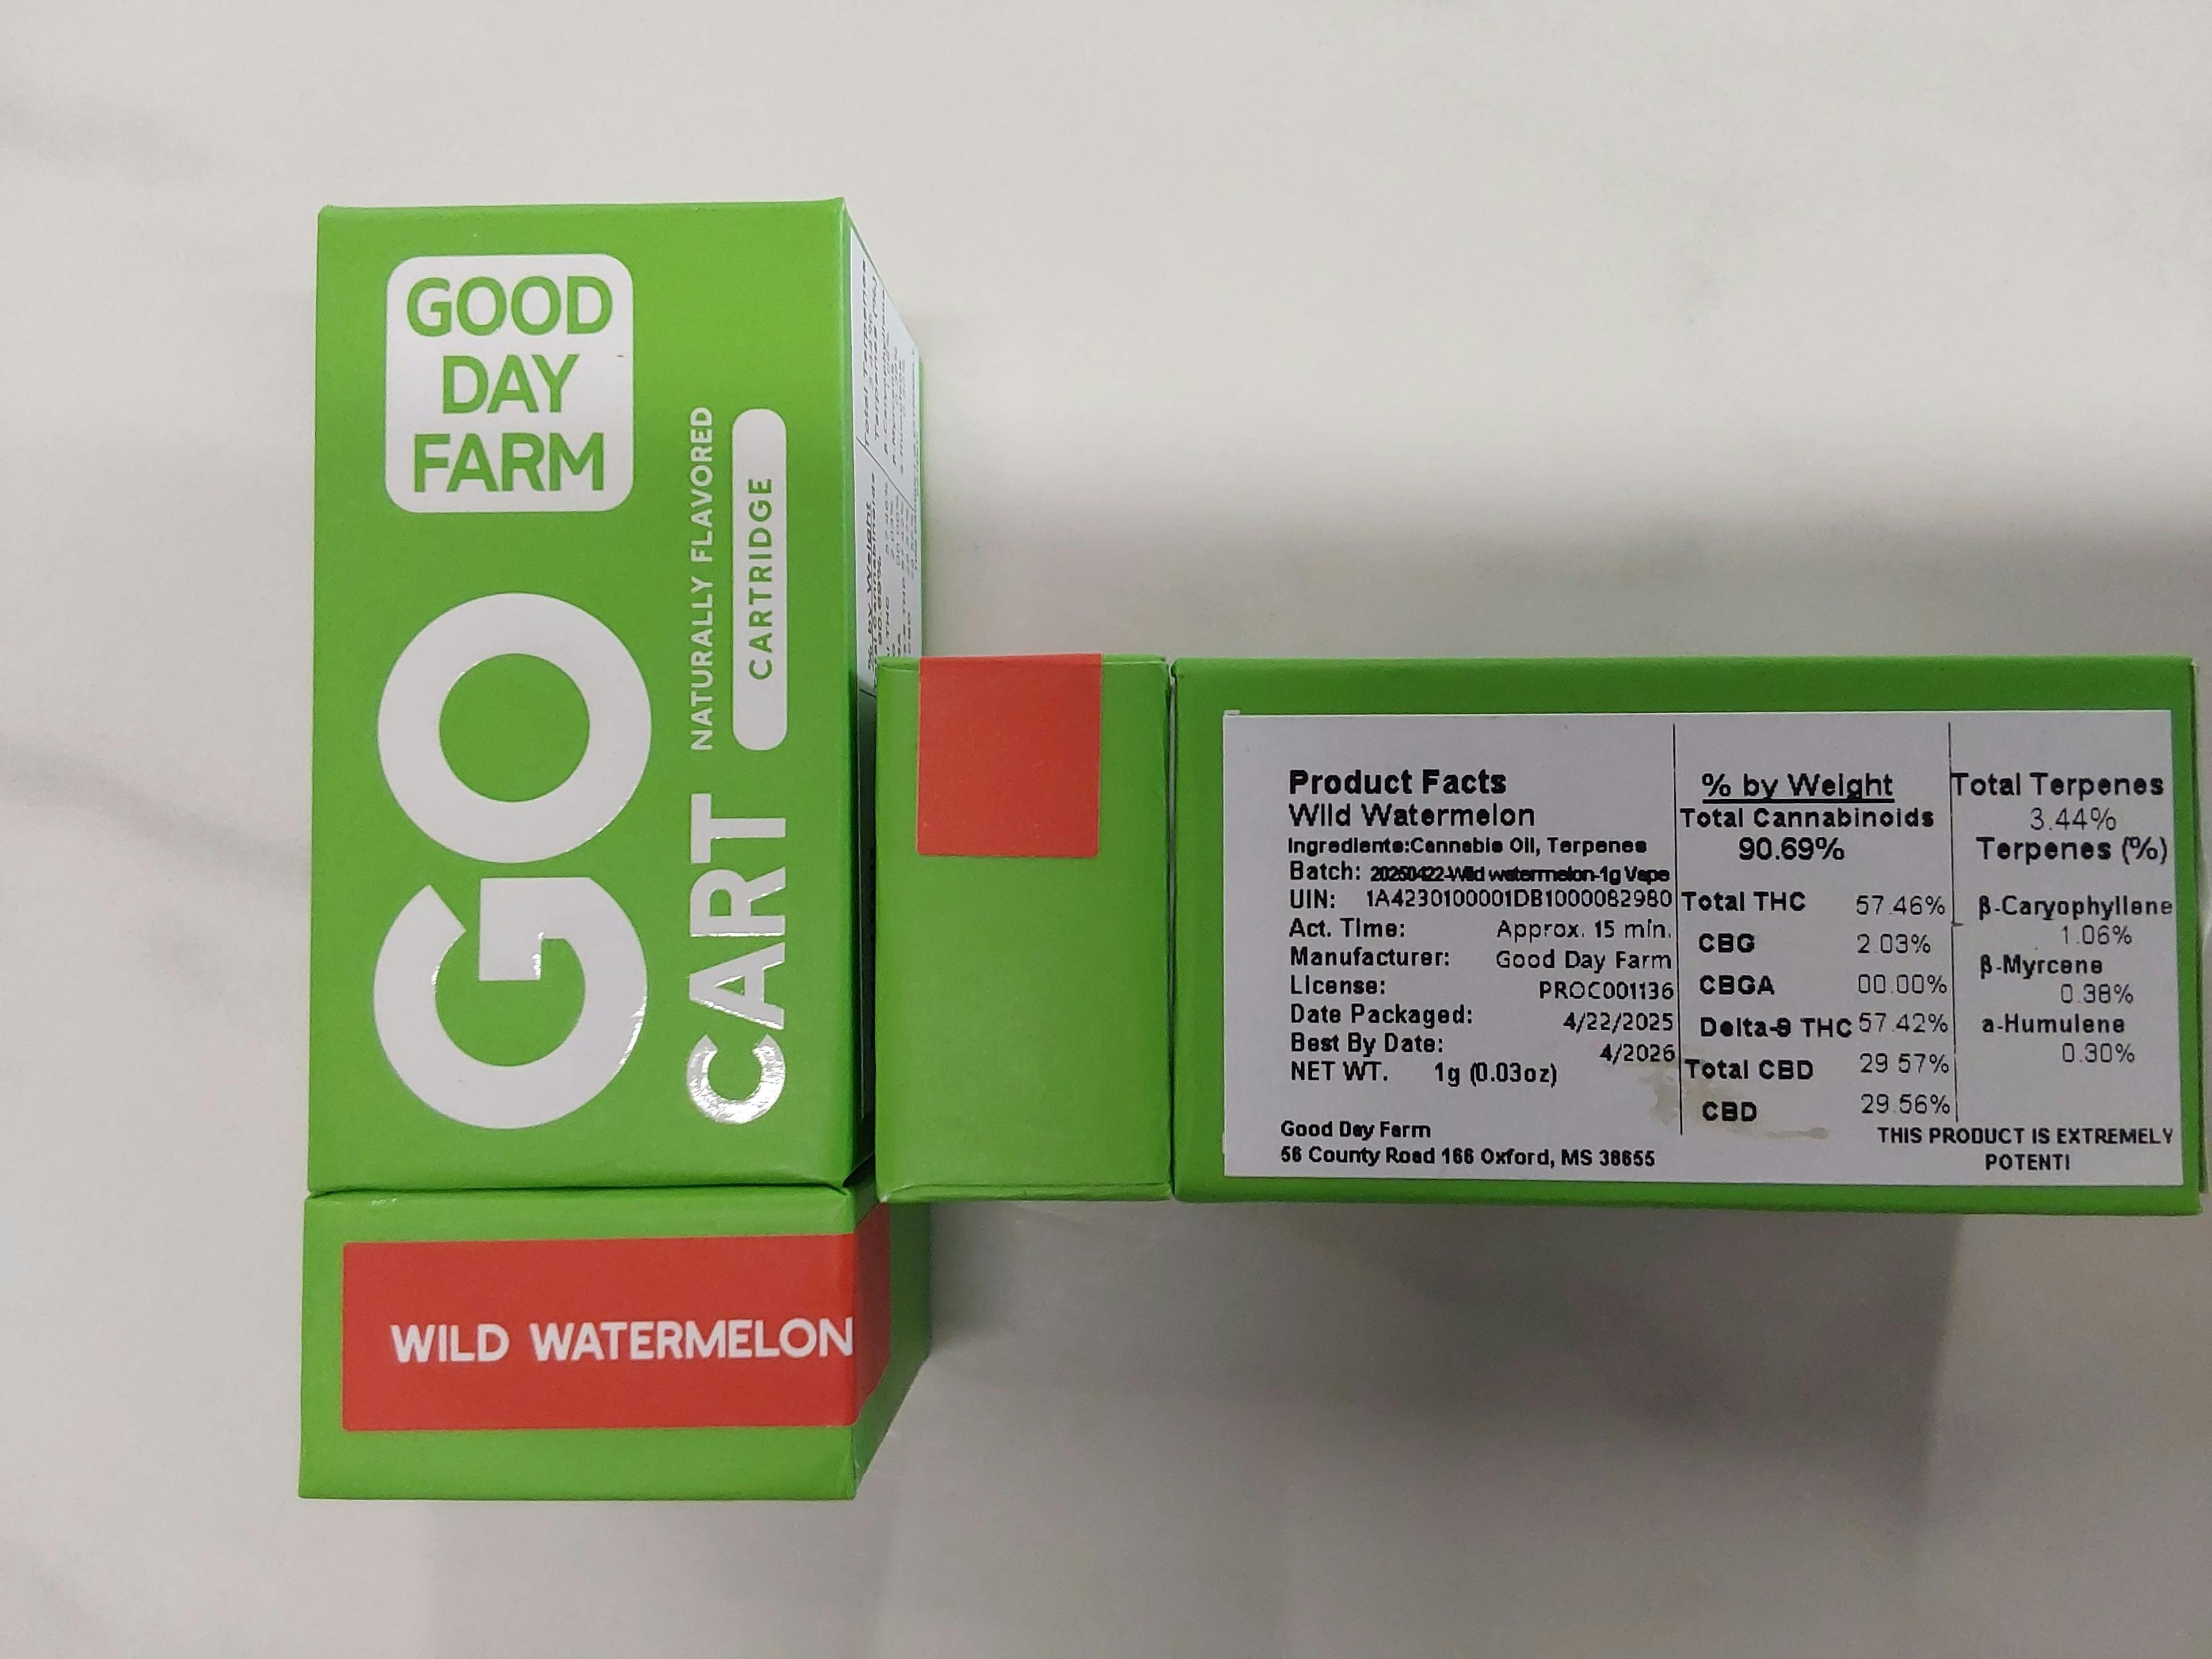 GOOD
DAY
FARM
GO
CART
NATURALLY FLAVORED
CARTRIDGE
WILD WATERMELON
Product Facts
Wild Watermelon
Ingredients:Cannabis Oil, Terpenes
Batch: 20250422-Wild watermelon-1g Vape
UIN: 1A4230100001DB1000082980
Act. Time: Approx. 15 min.
Manufacturer: Good Day Farm
License: PROC001136
Date Packaged: 4/22/2025
Best By Date: 4/2026
NET WT. 1g (0.03oz)
Good Day Farm
56 County Road 166 Oxford, MS 38655
% by Weight
Total Cannabinoids
90.69%
Total THC 57.46%
CBG 2.03%
CBGA 00.00%
Delta-9 THC 57.42%
Total CBD 29.57%
CBD 29.56%
Total Terpenes
3.44%
Terpenes (%)
β-Caryophyllene
1.06%
β-Myrcene
0.38%
a-Humulene
0.30%
THIS PRODUCT IS EXTREMELY
POTENT!
Total Terpenes
% by Weight